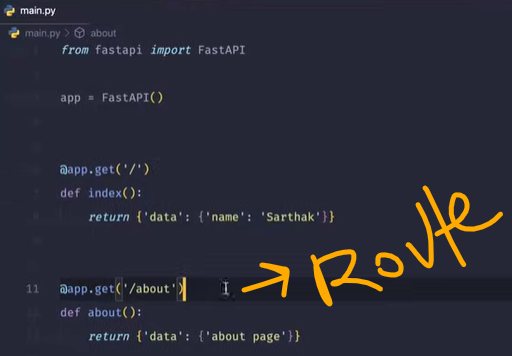 main.py
main.py > about
from fastapi import FastAPI
app = FastAPI()
@app.get('/')
def index():
return {'data': {'name': 'Sarthak'}}
11 @app.get('/about')
→ Route
def about():
return {'data': {'about page'}}